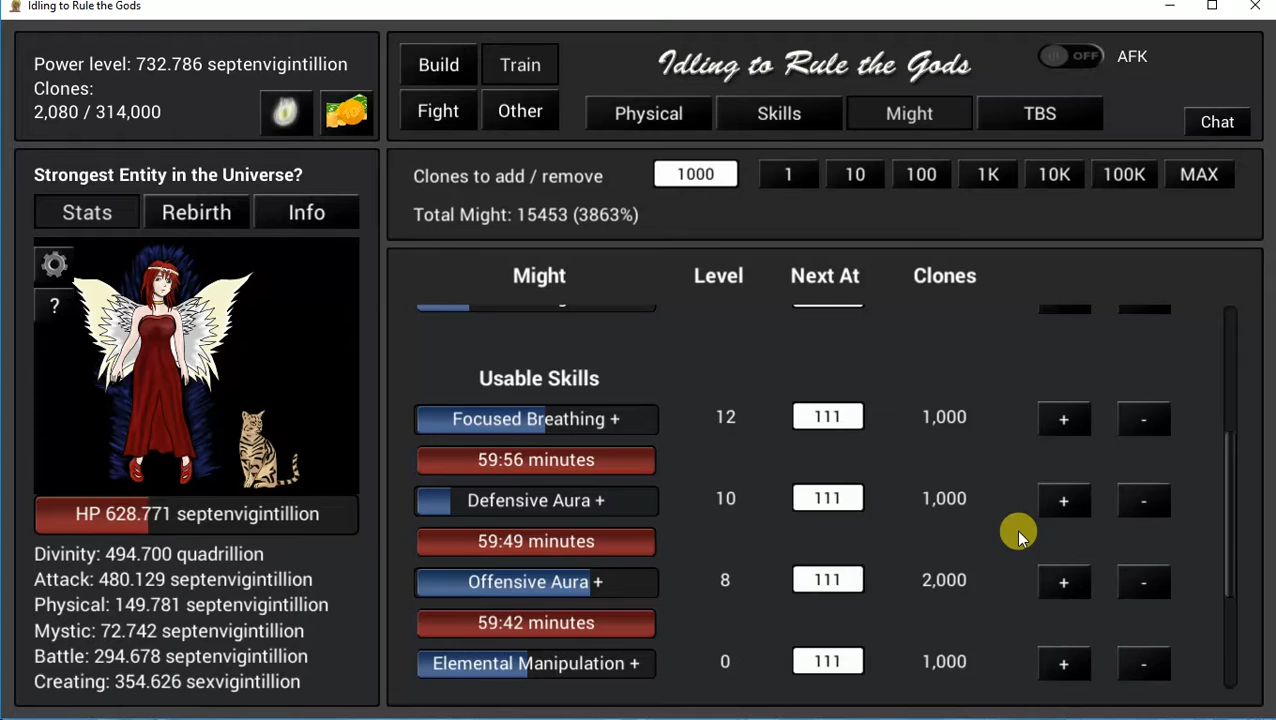 Idling to Rule the Gods
Power level: 732.786 septenvigintillion
Clones:
2,080 / 314,000
Build
Train
Fight
Other
Idling to Rule the Gods
OFF
AFK
Physical
Skills
Might
TBS
Chat
Strongest Entity in the Universe?
Stats
Rebirth
Info
?
HP 628.771 septenvigintillion
Divinity: 494.700 quadrillion
Attack: 480.129 septenvigintillion
Physical: 149.781 septenvigintillion
Mystic: 72.742 septenvigintillion
Battle: 294.678 septenvigintillion
Creating: 354.626 sexvigintillion
Clones to add / remove 1000 1 10 100 1K 10K 100K MAX
Total Might: 15453 (3863%)
Might Level Next At Clones
Usable Skills
Focused Breathing + 12 111 1,000 + -
59:56 minutes
Defensive Aura + 10 111 1,000 + -
59:49 minutes
Offensive Aura + 8 111 2,000 + -
59:42 minutes
Elemental Manipulation + 0 111 1,000 + -